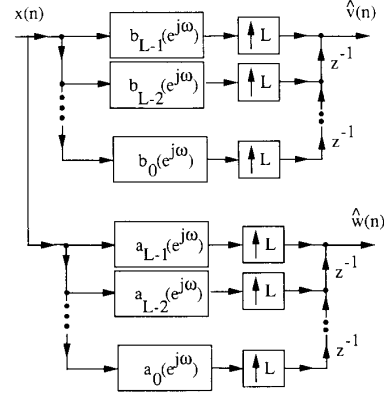 x(n) v̂(n)
b_{L-1}(e^{jω}) L
z^{-1}
b_{L-2}(e^{jω}) L
z^{-1}
b_0(e^{jω}) L
ŵ(n)
a_{L-1}(e^{jω}) L
z^{-1}
a_{L-2}(e^{jω}) L
z^{-1}
a_0(e^{jω}) L